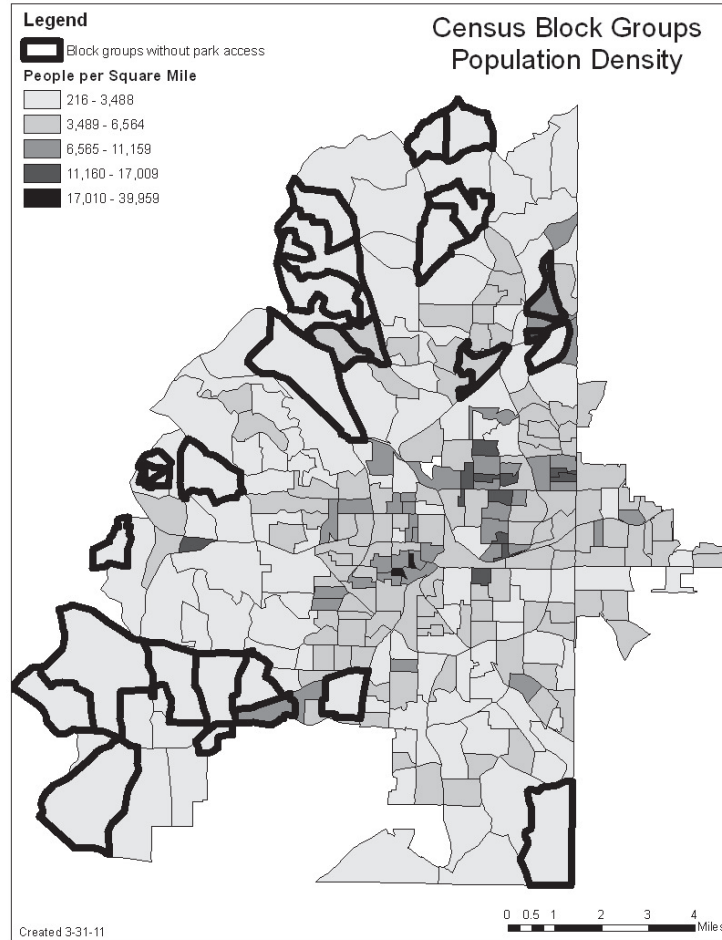 Legend
Block groups without park access
People per Square Mile
216 - 3,488
3,489 - 6,564
6,565 - 11,159
11,160 - 17,009
17,010 - 39,959
Census Block Groups
Population Density
Created 3-31-11
0 0.5 1 2 3 4
Miles